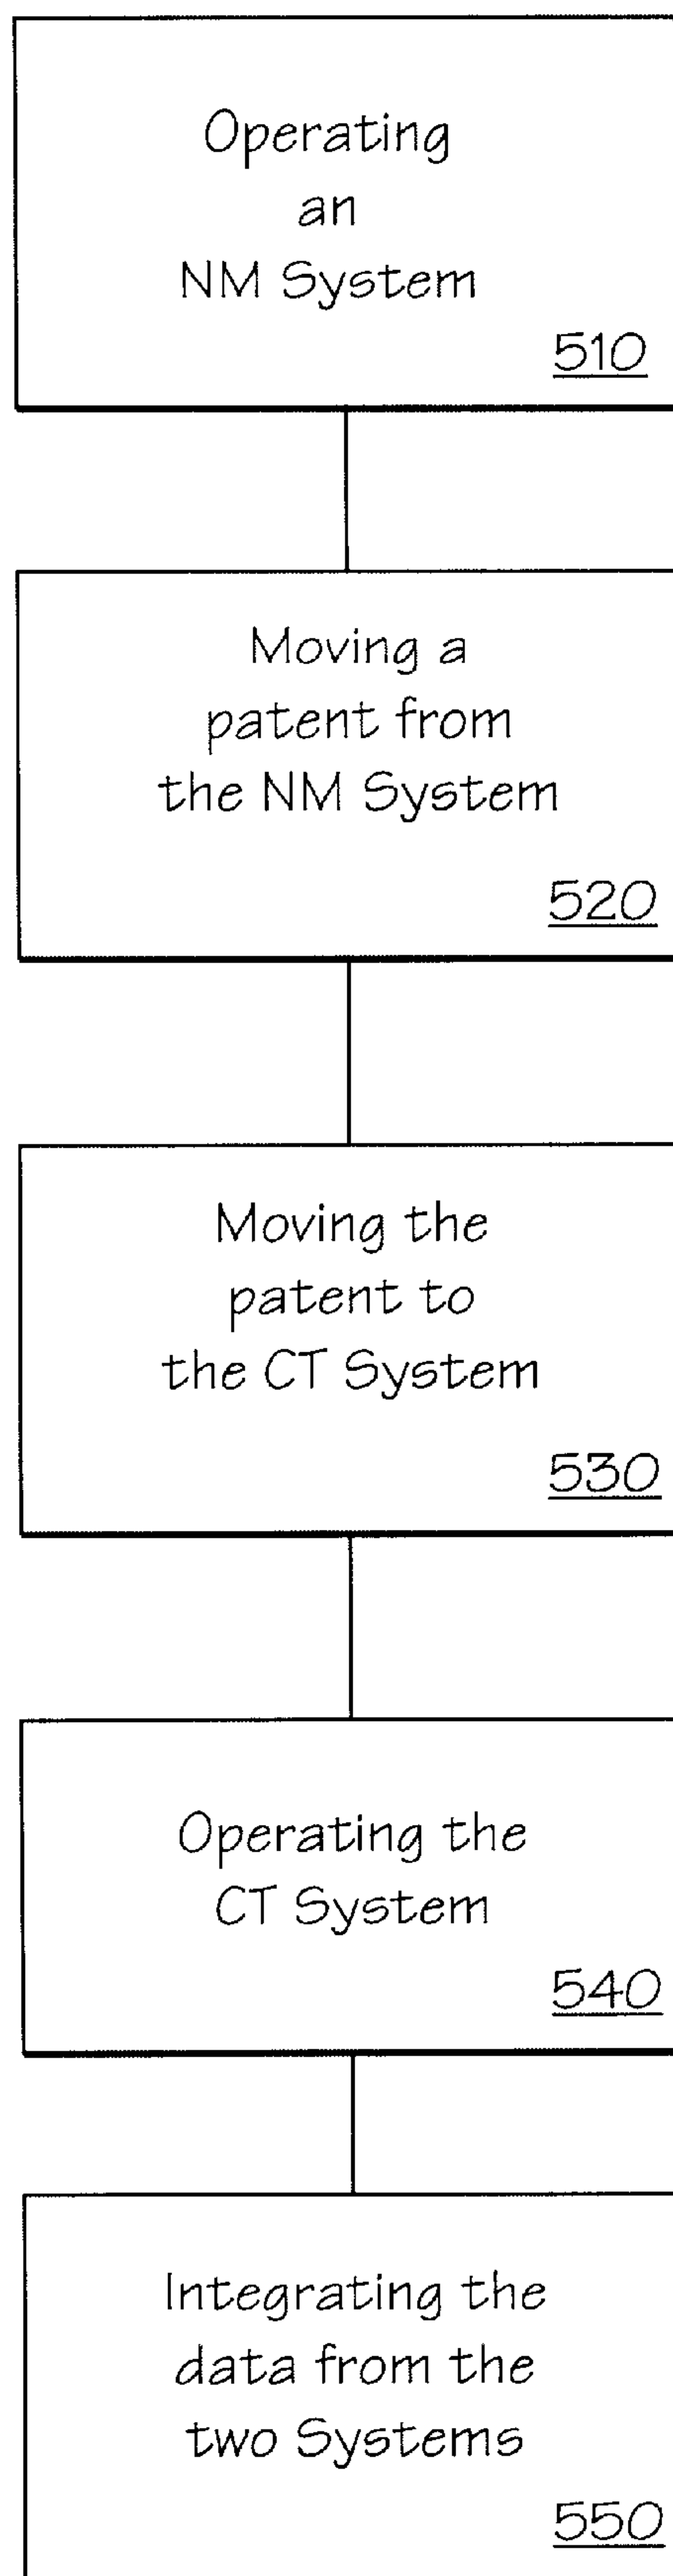 Operating
an
NM System
510
Moving a
patent from
the NM System
520
Moving the
patent to
the CT System
530
Operating the
CT System
540
Integrating the
data from the
two Systems
550